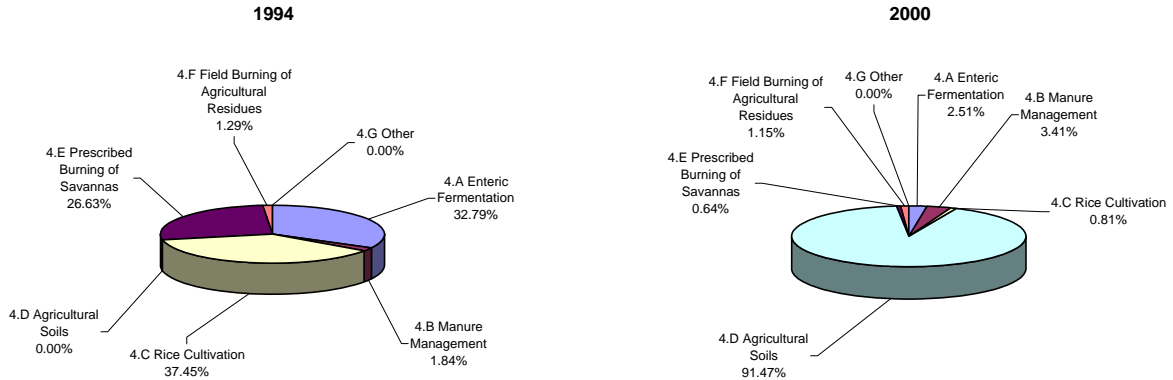 1994
4.F Field Burning of
Agricultural
Residues
1.29%
4.G Other
0.00%
4.E Prescribed
Burning of
Savannas
26.63%
4.A Enteric
Fermentation
32.79%
4.D Agricultural
Soils
0.00%
4.C Rice Cultivation
37.45%
4.B Manure
Management
1.84%
2000
4.F Field Burning of
Agricultural
Residues
1.15%
4.G Other
0.00%
4.A Enteric
Fermentation
2.51%
4.B Manure
Management
3.41%
4.E Prescribed
Burning of
Savannas
0.64%
4.C Rice Cultivation
0.81%
4.D Agricultural
Soils
91.47%